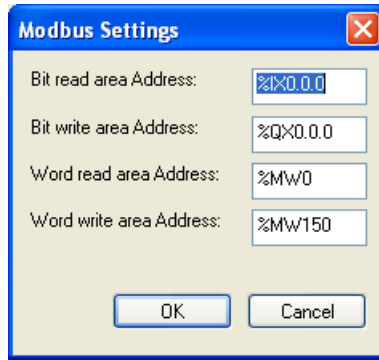 Modbus Settings
Bit read area Address: %IX0.0.0
Bit write area Address: %QX0.0.0
Word read area Address: %MW0
Word write area Address: %MW150
OK Cancel